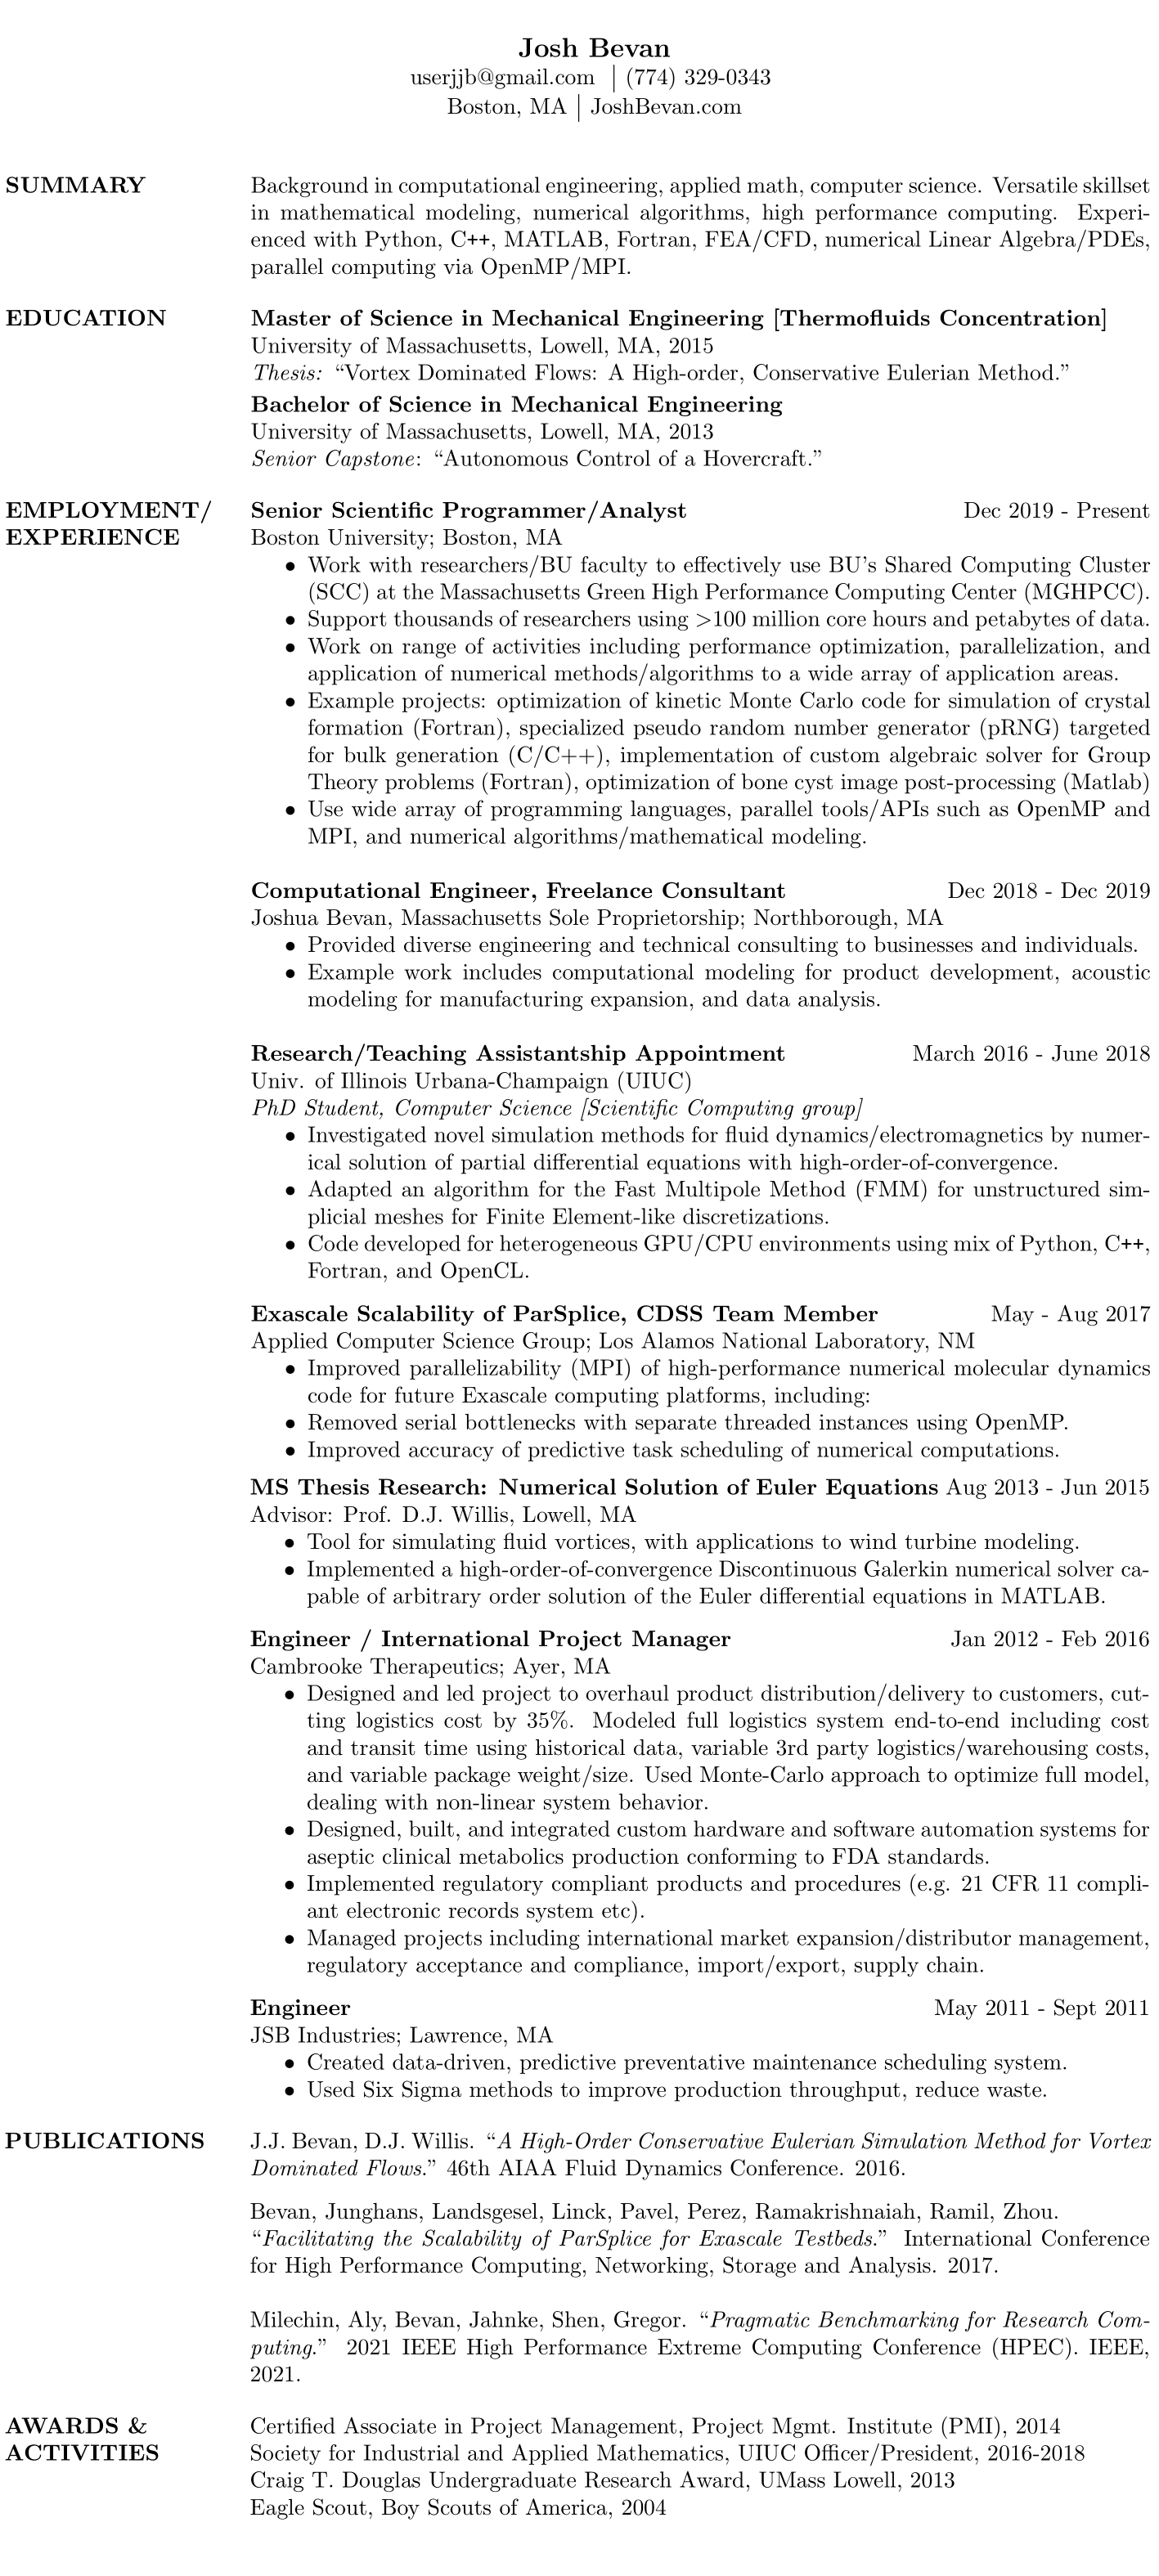 Josh Bevan
userjjb@gmail.com | (774) 329-0343
Boston, MA | JoshBevan.com
SUMMARY
Background in computational engineering, applied math, computer science. Versatile skillset
in mathematical modeling, numerical algorithms, high performance computing. Experi-
enced with Python, C++, MATLAB, Fortran, FEA/CFD, numerical Linear Algebra/PDEs,
parallel computing via OpenMP/MPI.
EDUCATION
Master of Science in Mechanical Engineering [Thermofluids Concentration]
University of Massachusetts, Lowell, MA, 2015
Thesis: “Vortex Dominated Flows: A High-order, Conservative Eulerian Method.”
Bachelor of Science in Mechanical Engineering
University of Massachusetts, Lowell, MA, 2013
Senior Capstone: “Autonomous Control of a Hovercraft.”
EMPLOYMENT/
EXPERIENCE
Senior Scientific Programmer/Analyst Dec 2019 - Present
Boston University; Boston, MA
• Work with researchers/BU faculty to effectively use BU’s Shared Computing Cluster
(SCC) at the Massachusetts Green High Performance Computing Center (MGHPCC).
• Support thousands of researchers using >100 million core hours and petabytes of data.
• Work on range of activities including performance optimization, parallelization, and
application of numerical methods/algorithms to a wide array of application areas.
• Example projects: optimization of kinetic Monte Carlo code for simulation of crystal
formation (Fortran), specialized pseudo random number generator (pRNG) targeted
for bulk generation (C/C++), implementation of custom algebraic solver for Group
Theory problems (Fortran), optimization of bone cyst image post-processing (Matlab)
• Use wide array of programming languages, parallel tools/APIs such as OpenMP and
MPI, and numerical algorithms/mathematical modeling.
Computational Engineer, Freelance Consultant Dec 2018 - Dec 2019
Joshua Bevan, Massachusetts Sole Proprietorship; Northborough, MA
• Provided diverse engineering and technical consulting to businesses and individuals.
• Example work includes computational modeling for product development, acoustic
modeling for manufacturing expansion, and data analysis.
Research/Teaching Assistantship Appointment March 2016 - June 2018
Univ. of Illinois Urbana-Champaign (UIUC)
PhD Student, Computer Science [Scientific Computing group]
• Investigated novel simulation methods for fluid dynamics/electromagnetics by numer-
ical solution of partial differential equations with high-order-of-convergence.
• Adapted an algorithm for the Fast Multipole Method (FMM) for unstructured sim-
plicial meshes for Finite Element-like discretizations.
• Code developed for heterogeneous GPU/CPU environments using mix of Python, C++,
Fortran, and OpenCL.
Exascale Scalability of ParSplice, CDSS Team Member May - Aug 2017
Applied Computer Science Group; Los Alamos National Laboratory, NM
• Improved parallelizability (MPI) of high-performance numerical molecular dynamics
code for future Exascale computing platforms, including:
• Removed serial bottlenecks with separate threaded instances using OpenMP.
• Improved accuracy of predictive task scheduling of numerical computations.
MS Thesis Research: Numerical Solution of Euler Equations Aug 2013 - Jun 2015
Advisor: Prof. D.J. Willis, Lowell, MA
• Tool for simulating fluid vortices, with applications to wind turbine modeling.
• Implemented a high-order-of-convergence Discontinuous Galerkin numerical solver ca-
pable of arbitrary order solution of the Euler differential equations in MATLAB.
Engineer / International Project Manager Jan 2012 - Feb 2016
Cambrooke Therapeutics; Ayer, MA
• Designed and led project to overhaul product distribution/delivery to customers, cut-
ting logistics cost by 35%. Modeled full logistics system end-to-end including cost
and transit time using historical data, variable 3rd party logistics/warehousing costs,
and variable package weight/size. Used Monte-Carlo approach to optimize full model,
dealing with non-linear system behavior.
• Designed, built, and integrated custom hardware and software automation systems for
aseptic clinical metabolics production conforming to FDA standards.
• Implemented regulatory compliant products and procedures (e.g. 21 CFR 11 compli-
ant electronic records system etc).
• Managed projects including international market expansion/distributor management,
regulatory acceptance and compliance, import/export, supply chain.
Engineer May 2011 - Sept 2011
JSB Industries; Lawrence, MA
• Created data-driven, predictive preventative maintenance scheduling system.
• Used Six Sigma methods to improve production throughput, reduce waste.
PUBLICATIONS
J.J. Bevan, D.J. Willis. “A High-Order Conservative Eulerian Simulation Method for Vortex
Dominated Flows.” 46th AIAA Fluid Dynamics Conference. 2016.
Bevan, Junghans, Landsgesel, Linck, Pavel, Perez, Ramakrishnaiah, Ramil, Zhou.
“Facilitating the Scalability of ParSplice for Exascale Testbeds.” International Conference
for High Performance Computing, Networking, Storage and Analysis. 2017.
Milechin, Aly, Bevan, Jahnke, Shen, Gregor. “Pragmatic Benchmarking for Research Com-
puting.” 2021 IEEE High Performance Extreme Computing Conference (HPEC). IEEE,
2021.
AWARDS &
ACTIVITIES
Certified Associate in Project Management, Project Mgmt. Institute (PMI), 2014
Society for Industrial and Applied Mathematics, UIUC Officer/President, 2016-2018
Craig T. Douglas Undergraduate Research Award, UMass Lowell, 2013
Eagle Scout, Boy Scouts of America, 2004